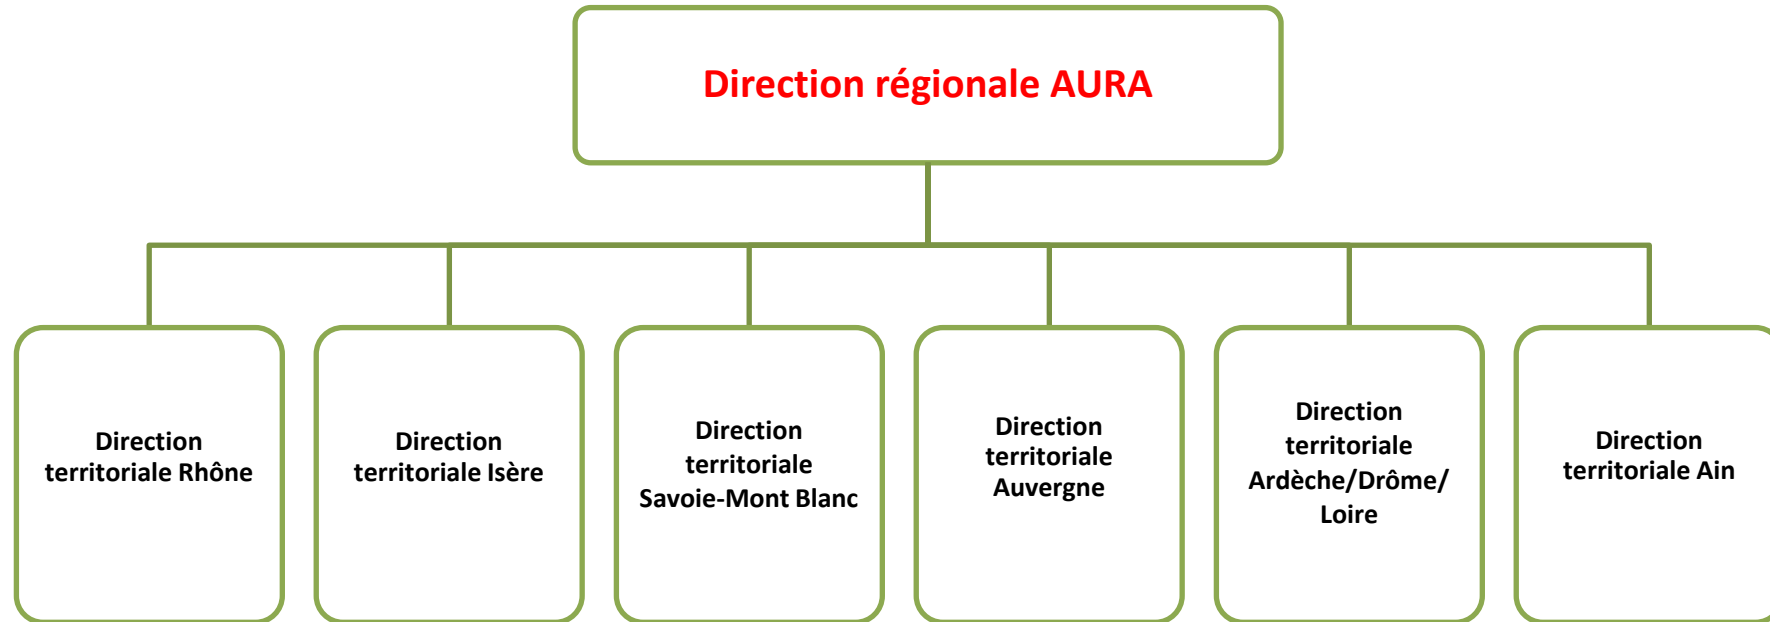 Direction régionale AURA
Direction
territoriale Rhône
Direction
territoriale Isère
Direction
territoriale
Savoie-Mont Blanc
Direction
territoriale
Auvergne
Direction
territoriale
Ardèche/Drôme/
Loire
Direction
territoriale Ain